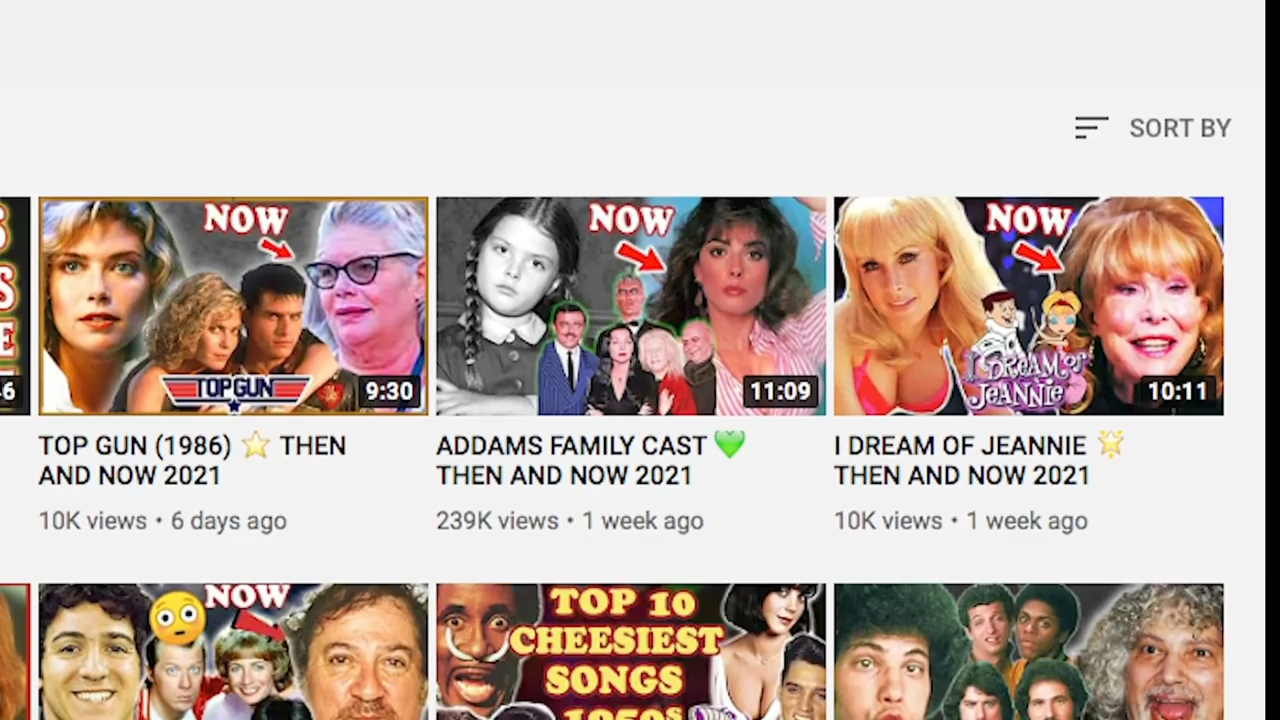 SORT BY
S
S
E
46
NOW
TOP GUN
9:30
NOW
11:09
NOW
I DREAM OF
JEANNIE
10:11
TOP GUN (1986) ⭐ THEN
AND NOW 2021
10K views • 6 days ago
ADDAMS FAMILY CAST 💚
THEN AND NOW 2021
239K views • 1 week ago
I DREAM OF JEANNIE 🌟
THEN AND NOW 2021
10K views • 1 week ago
NOW
TOP 10
CHEESIEST
SONGS
1950s